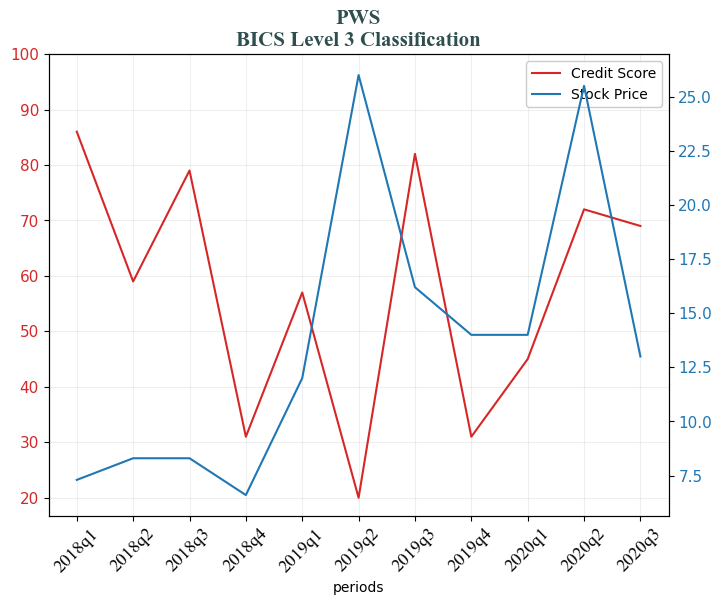 PWS
BICS Level 3 Classification
Credit Score
Stock Price
100
90
80
70
60
50
40
30
20
25.0
22.5
20.0
17.5
15.0
12.5
10.0
7.5
2018q1
2018q2
2018q3
2018q4
2019q1
2019q2
2019q3
2019q4
2020q1
2020q2
2020q3
periods